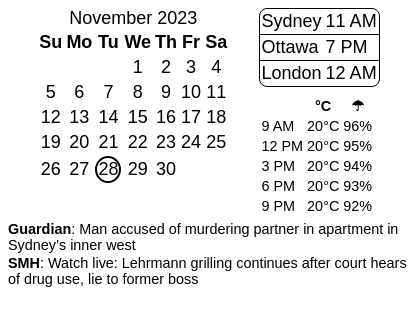 November 2023
Su Mo Tu We Th Fr Sa
1 2 3 4
5 6 7 8 9 10 11
12 13 14 15 16 17 18
19 20 21 22 23 24 25
26 27 28 29 30
Sydney 11 AM
Ottawa 7 PM
London 12 AM
°C ☂
9 AM 20°C 96%
12 PM 20°C 95%
3 PM 20°C 94%
6 PM 20°C 93%
9 PM 20°C 92%
Guardian: Man accused of murdering partner in apartment in
Sydney’s inner west
SMH: Watch live: Lehrmann grilling continues after court hears
of drug use, lie to former boss